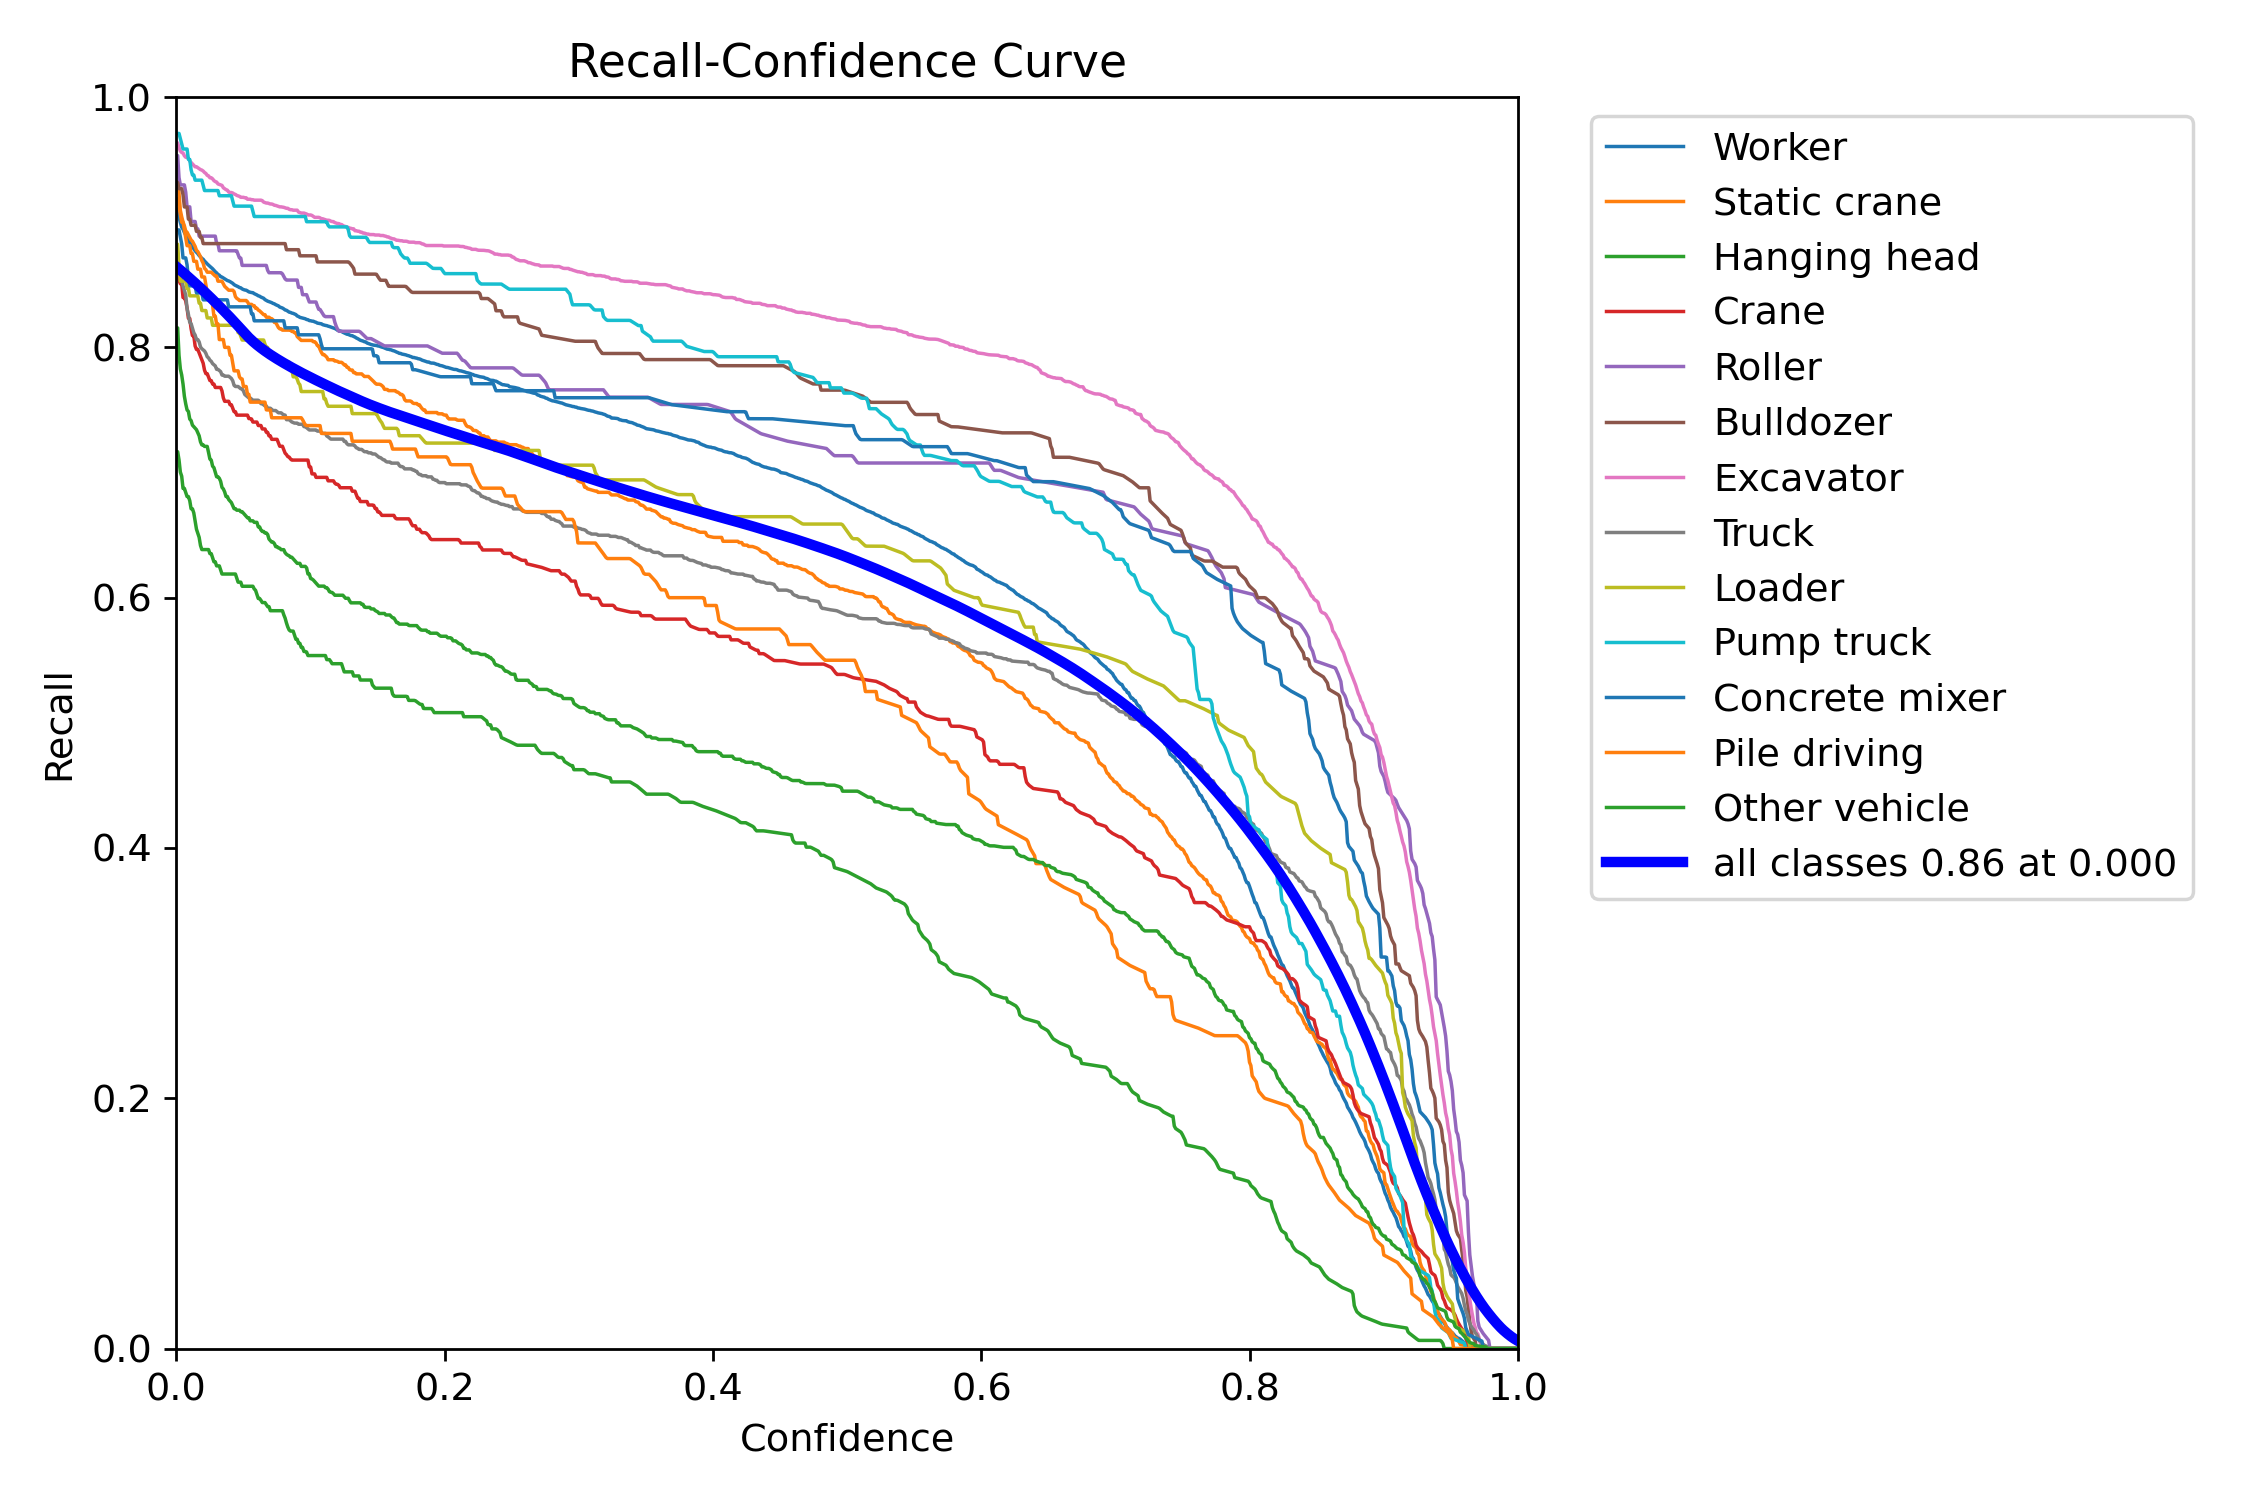 Recall-Confidence Curve
1.0
0.8
0.6
0.4
0.2
0.0
Recall
0.0 0.2 0.4 0.6 0.8 1.0
Confidence
Worker
Static crane
Hanging head
Crane
Roller
Bulldozer
Excavator
Truck
Loader
Pump truck
Concrete mixer
Pile driving
Other vehicle
all classes 0.86 at 0.000